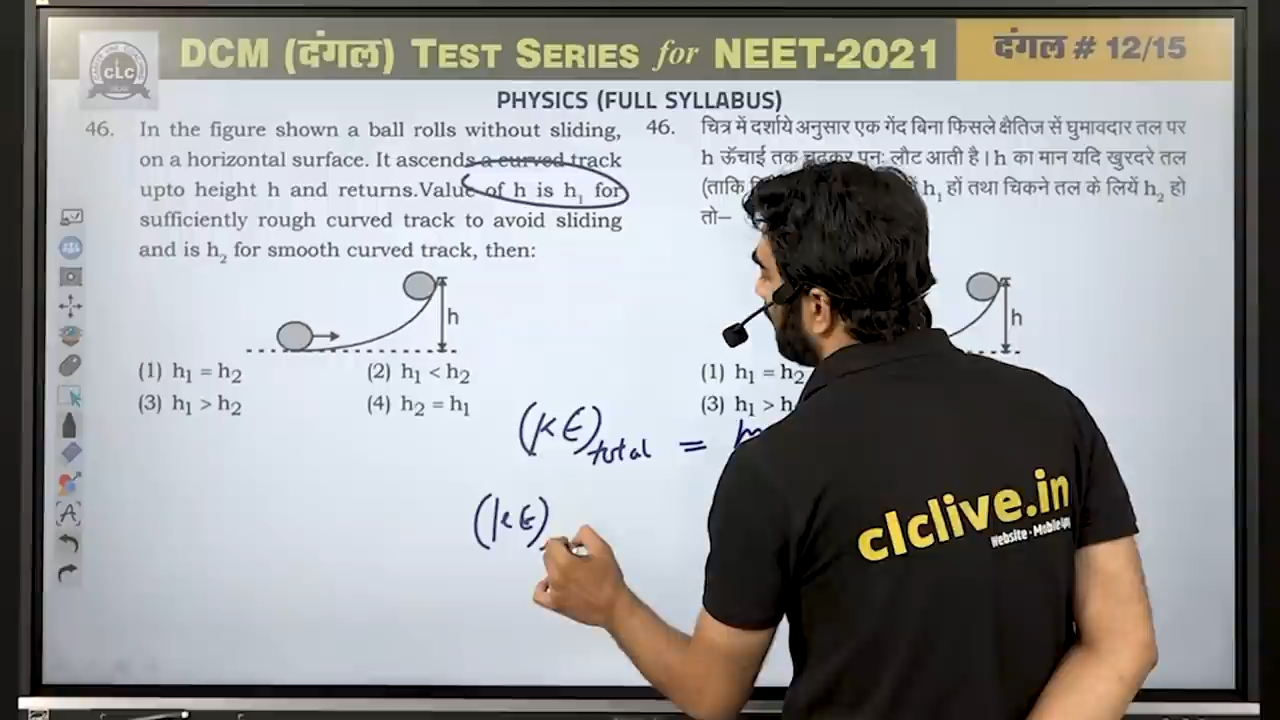 DCM (दंगल) TEST SERIES for NEET-2021
दंगल # 12/15
CLC
PHYSICS (FULL SYLLABUS)
46. In the figure shown a ball rolls without sliding,
on a horizontal surface. It ascends a curved track
upto height h and returns.Value of h is h₁ for
sufficiently rough curved track to avoid sliding
and is h₂ for smooth curved track, then:
h
(1) h₁ = h₂ (2) h₁ < h₂
(3) h₁ > h₂ (4) h₂ = h₁
46. चित्र में दर्शाये अनुसार एक गेंद बिना फिसले क्षैतिज सें घुमावदार तल पर
h ऊँचाई तक चढ़कर पुनः लौट आती है। h का मान यदि खुरदरे तल
(ताकि h₁ हों तथा चिकने तल के लियें h₂ हो
तो–
h
(1) h₁ = h₂
(3) h₁ > h
(KE)total =
(KE)
clclive.in
Website - Mobile App